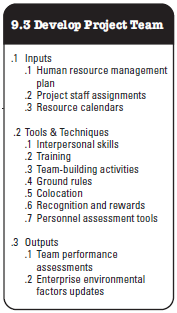 9.3 Develop Project Team
.1 Inputs
.1 Human resource management
plan
.2 Project staff assignments
.3 Resource calendars
.2 Tools & Techniques
.1 Interpersonal skills
.2 Training
.3 Team-building activities
.4 Ground rules
.5 Colocation
.6 Recognition and rewards
.7 Personnel assessment tools
.3 Outputs
.1 Team performance
assessments
.2 Enterprise environmental
factors updates